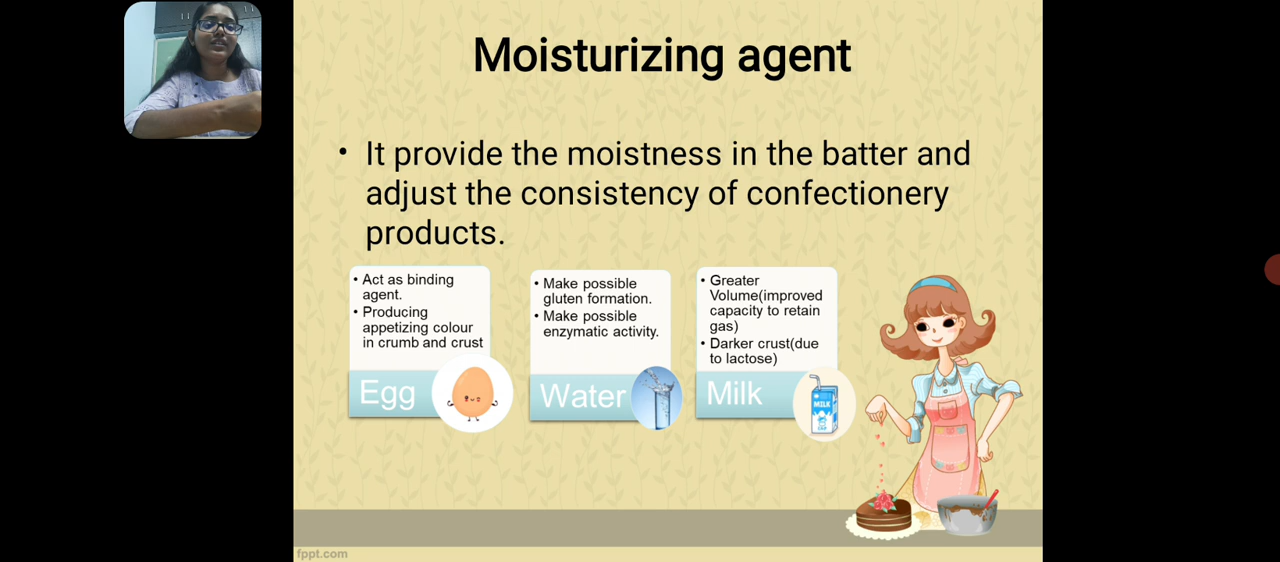 Moisturizing agent
• It provide the moistness in the batter and
adjust the consistency of confectionery
products.
• Act as binding
agent.
• Producing
appetizing colour
in crumb and crust
Egg
• Make possible
gluten formation.
• Make possible
enzymatic activity.
Water
• Greater
Volume(improved
capacity to retain
gas)
• Darker crust(due
to lactose)
Milk
MILK
fppt.com